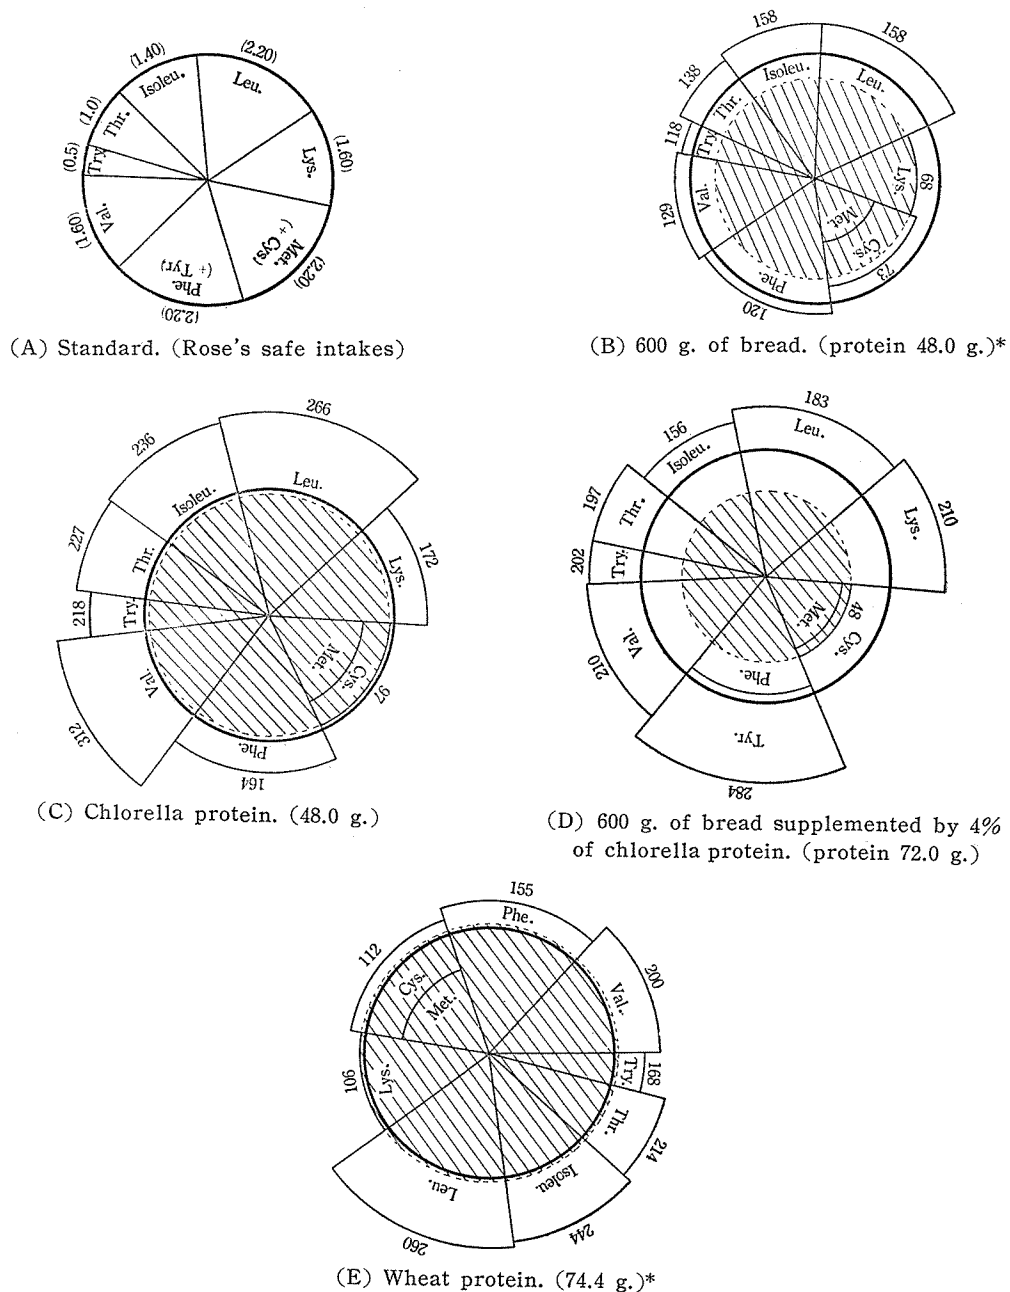 (1.40)
(2.20)
Isoleu.
Leu.
(1.0)
Thr.
(0.5)
Try.
(1.60)
Lys.
Val.
(1.60)
Met.
(+ Cys.)
(2.20)
Phe.
(+ Tyr.)
(2.20)
(A) Standard. (Rose's safe intakes)
158
158
138
Isoleu.
Leu.
Thr.
118
Try.
Lys.
68
Val.
129
Met.
Cys.
73
Phe.
120
(B) 600 g. of bread. (protein 48.0 g.)*
266
236
Leu.
Isoleu.
227
Thr.
172
Lys.
218
Try.
Met.
Cys.
Val.
312
Phe.
164
(C) Chlorella protein. (48.0 g.)
183
156
Leu.
Isoleu.
197
Thr.
210
Lys.
202
Try.
48
Met.
Cys.
Val.
210
Phe.
Tyr.
284
(D) 600 g. of bread supplemented by 4%
of chlorella protein. (protein 72.0 g.)
155
Phe.
112
Cys.
Met.
200
Val.
168
Try.
106
Lys.
Thr.
214
Leu.
Isoleu.
260
244
(E) Wheat protein. (74.4 g.)*